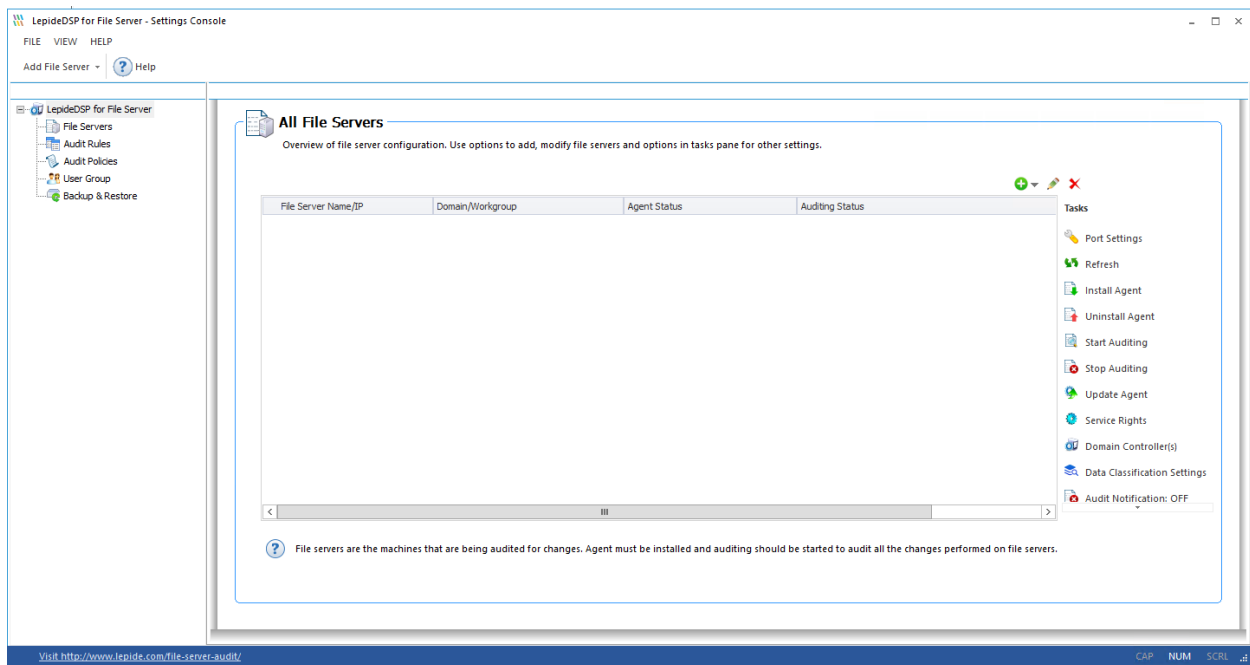 LepideDSP for File Server - Settings Console
FILE VIEW HELP
Add File Server Help
LepideDSP for File Server
File Servers
Audit Rules
Audit Policies
User Group
Backup & Restore
All File Servers
Overview of file server configuration. Use options to add, modify file servers and options in tasks pane for other settings.
File Server Name/IP Domain/Workgroup Agent Status Auditing Status
Tasks
Port Settings
Refresh
Install Agent
Uninstall Agent
Start Auditing
Stop Auditing
Update Agent
Service Rights
Domain Controller(s)
Data Classification Settings
Audit Notification: OFF
File servers are the machines that are being audited for changes. Agent must be installed and auditing should be started to audit all the changes performed on file servers.
Visit http://www.lepide.com/file-server-audit/ CAP NUM SCRL